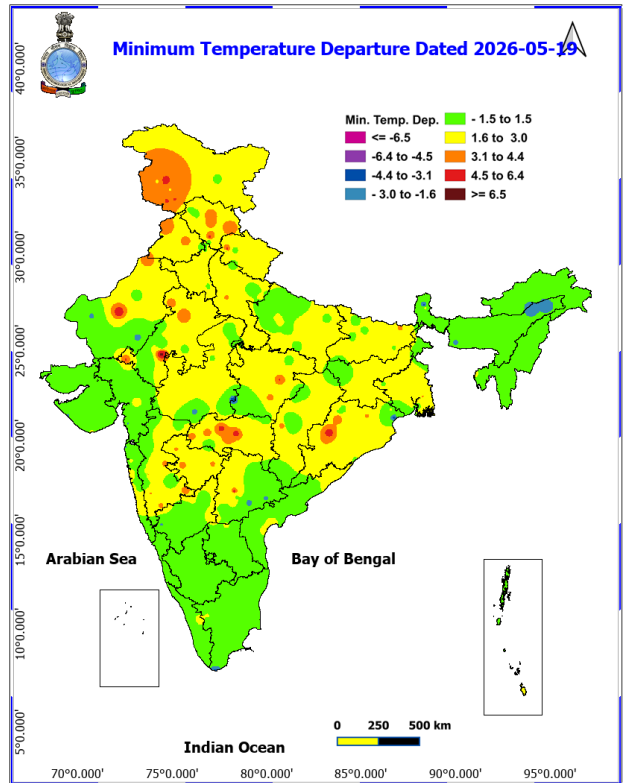 Minimum Temperature Departure Dated 2026-05-19
Min. Temp. Dep.
<= -6.5
-6.4 to -4.5
-4.4 to -3.1
- 3.0 to -1.6
- 1.5 to 1.5
1.6 to 3.0
3.1 to 4.4
4.5 to 6.4
>= 6.5
40°0.000'
35°0.000'
30°0.000'
25°0.000'
20°0.000'
15°0.000'
10°0.000'
5°0.000'
Arabian Sea
Bay of Bengal
Indian Ocean
0 250 500 km
70°0.000' 75°0.000' 80°0.000' 85°0.000' 90°0.000' 95°0.000'